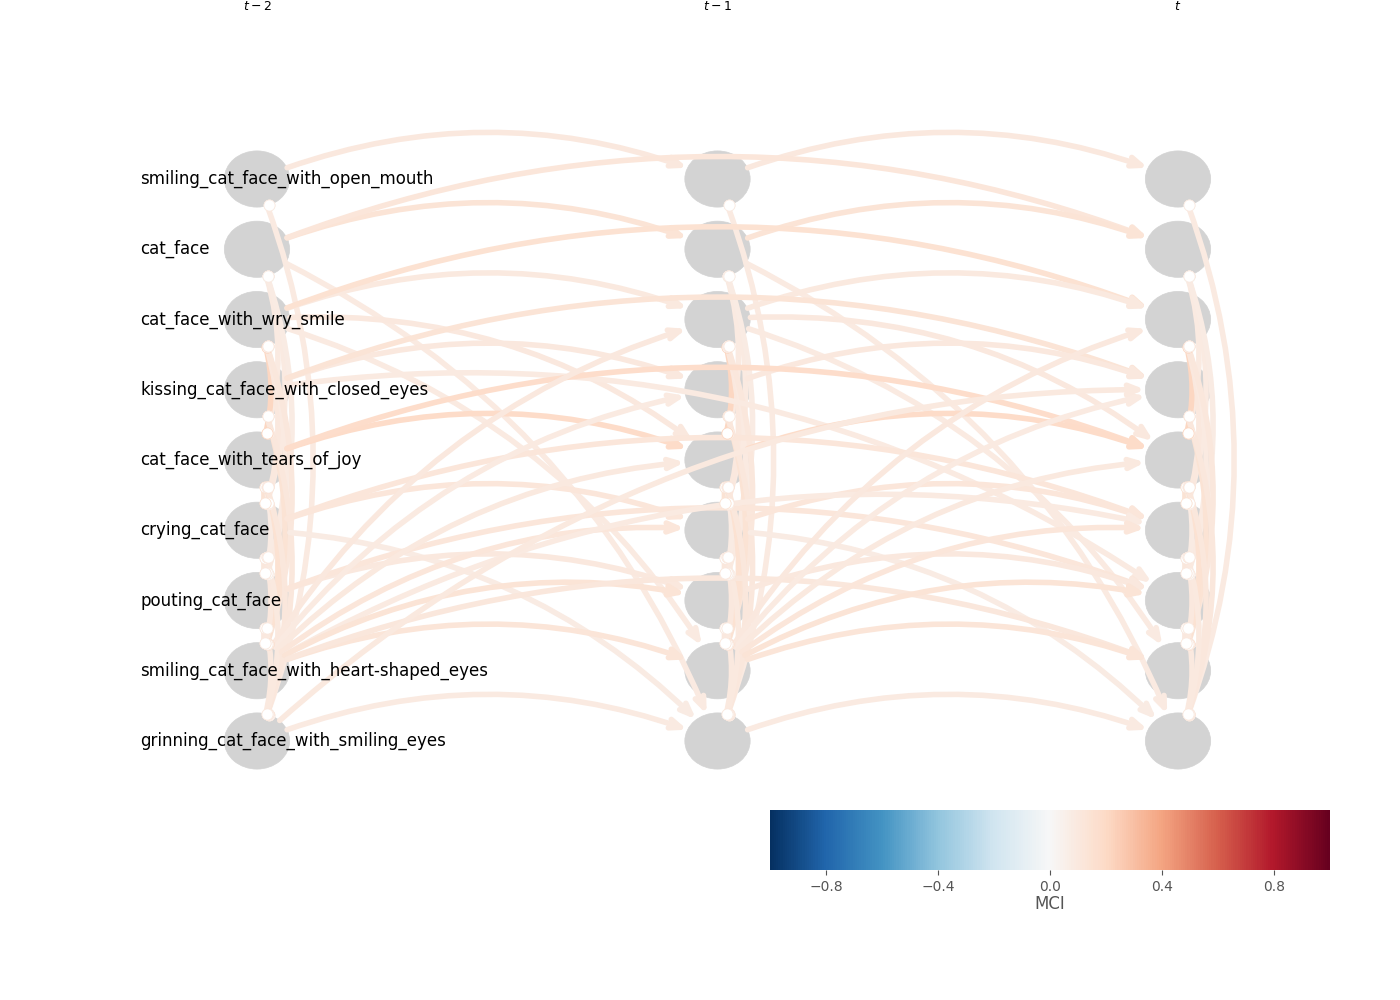 t − 2 t − 1 t
smiling_cat_face_with_open_mouth
cat_face
cat_face_with_wry_smile
kissing_cat_face_with_closed_eyes
cat_face_with_tears_of_joy
crying_cat_face
pouting_cat_face
smiling_cat_face_with_heart-shaped_eyes
grinning_cat_face_with_smiling_eyes
−0.8 −0.4 0.0 0.4 0.8
MCI